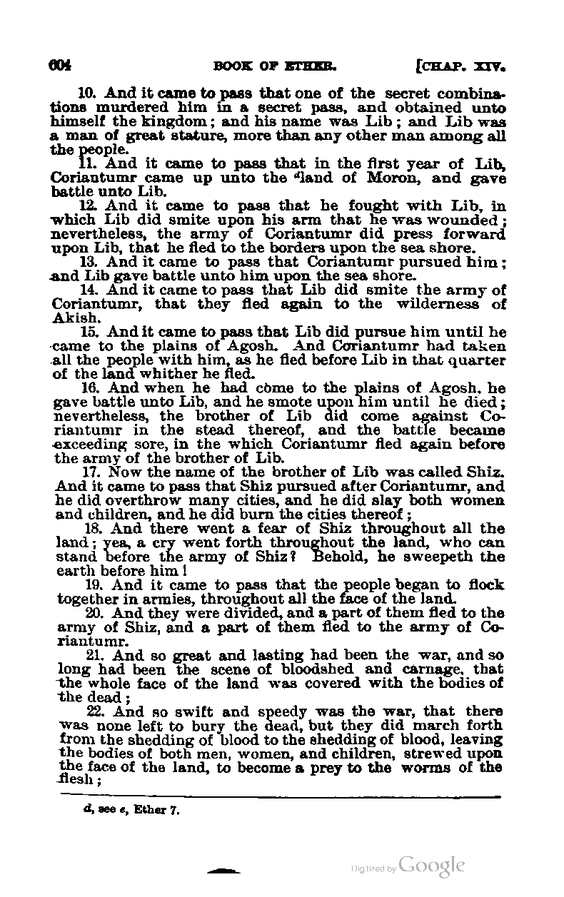 604 BOOK OF ETHER. [CHAP. XIV.
10. And it came to pass that one of the secret combina-
tions murdered him in a secret pass, and obtained unto
himself the kingdom; and his name was Lib; and Lib was
a man of great stature, more than any other man among all
the people.
11. And it came to pass that in the first year of Lib,
Coriantumr came up unto the dland of Moron, and gave
battle unto Lib.
12. And it came to pass that he fought with Lib, in
which Lib did smite upon his arm that he was wounded;
nevertheless, the army of Coriantumr did press forward
upon Lib, that he fled to the borders upon the sea shore.
13. And it came to pass that Coriantumr pursued him;
and Lib gave battle unto him upon the sea shore.
14. And it came to pass that Lib did smite the army of
Coriantumr, that they fled again to the wilderness of
Akish.
15. And it came to pass that Lib did pursue him until he
came to the plains of Agosh. And Coriantumr had taken
all the people with him, as he fled before Lib in that quarter
of the land whither he fled.
16. And when he had come to the plains of Agosh, he
gave battle unto Lib, and he smote upon him until he died;
nevertheless, the brother of Lib did come against Co-
riantumr in the stead thereof, and the battle became
exceeding sore, in the which Coriantumr fled again before
the army of the brother of Lib.
17. Now the name of the brother of Lib was called Shiz.
And it came to pass that Shiz pursued after Coriantumr, and
he did overthrow many cities, and he did slay both women
and children, and he did burn the cities thereof;
18. And there went a fear of Shiz throughout all the
land; yea, a cry went forth throughout the land, who can
stand before the army of Shiz? Behold, he sweepeth the
earth before him!
19. And it came to pass that the people began to flock
together in armies, throughout all the face of the land.
20. And they were divided, and a part of them fled to the
army of Shiz, and a part of them fled to the army of Co-
riantumr.
21. And so great and lasting had been the war, and so
long had been the scene of bloodshed and carnage, that
the whole face of the land was covered with the bodies of
the dead;
22. And so swift and speedy was the war, that there
was none left to bury the dead, but they did march forth
from the shedding of blood to the shedding of blood, leaving
the bodies of both men, women, and children, strewed upon
the face of the land, to become a prey to the worms of the
flesh;
d, see e, Ether 7.
Digitized by Google